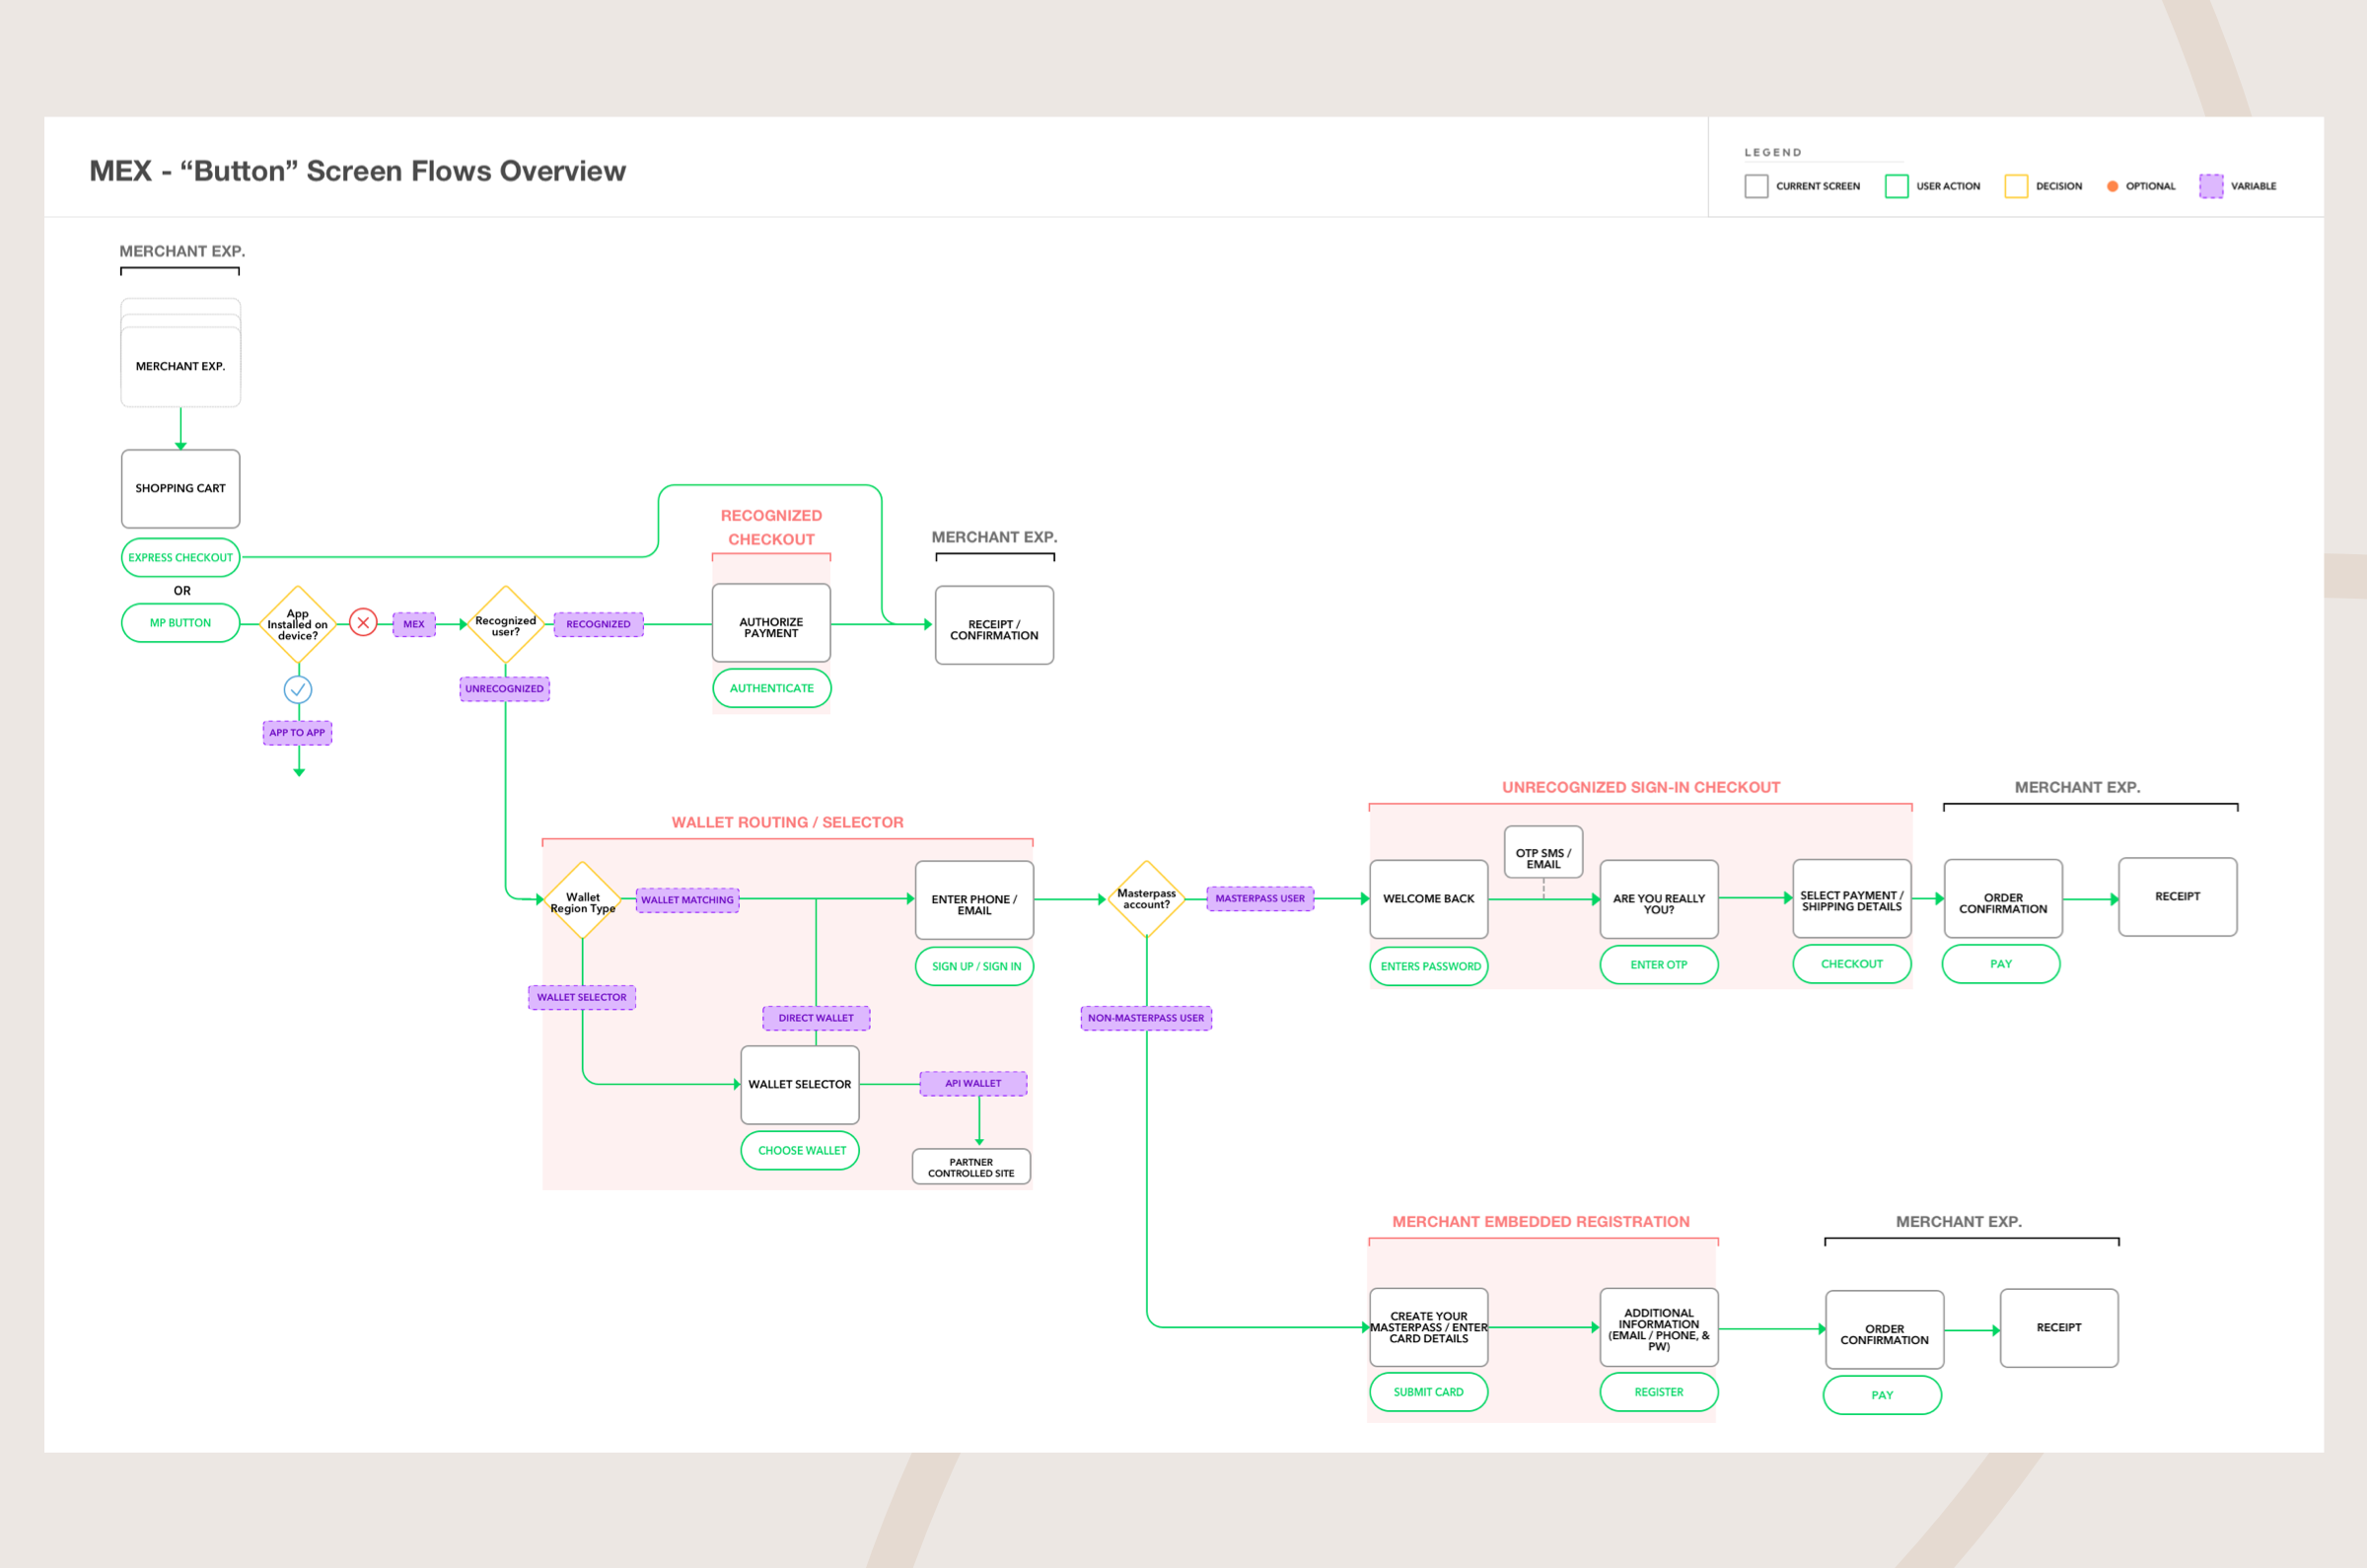 MEX - “Button” Screen Flows Overview
LEGEND
CURRENT SCREEN
USER ACTION
DECISION
OPTIONAL
VARIABLE
MERCHANT EXP.
MERCHANT EXP.
SHOPPING CART
EXPRESS CHECKOUT
OR
MP BUTTON
App
Installed on
device?
MEX
Recognized
user?
RECOGNIZED
RECOGNIZED
CHECKOUT
AUTHORIZE
PAYMENT
AUTHENTICATE
MERCHANT EXP.
RECEIPT /
CONFIRMATION
APP TO APP
UNRECOGNIZED
WALLET ROUTING / SELECTOR
Wallet
Region Type
WALLET MATCHING
ENTER PHONE /
EMAIL
SIGN UP / SIGN IN
WALLET SELECTOR
DIRECT WALLET
WALLET SELECTOR
CHOOSE WALLET
API WALLET
PARTNER
CONTROLLED SITE
Masterpass
account?
MASTERPASS USER
NON-MASTERPASS USER
UNRECOGNIZED SIGN-IN CHECKOUT
WELCOME BACK
ENTERS PASSWORD
OTP SMS /
EMAIL
ARE YOU REALLY
YOU?
ENTER OTP
SELECT PAYMENT /
SHIPPING DETAILS
CHECKOUT
MERCHANT EXP.
ORDER
CONFIRMATION
PAY
RECEIPT
MERCHANT EMBEDDED REGISTRATION
CREATE YOUR
MASTERPASS / ENTER
CARD DETAILS
SUBMIT CARD
ADDITIONAL
INFORMATION
(EMAIL / PHONE, &
PW)
REGISTER
MERCHANT EXP.
ORDER
CONFIRMATION
PAY
RECEIPT